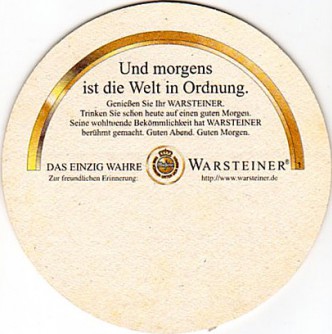 Und morgens
ist die Welt in Ordnung.
Genießen Sie Ihr WARSTEINER.
Trinken Sie schon heute auf einen guten Morgen.
Seine wohltuende Bekömmlichkeit hat WARSTEINER
berühmt gemacht. Guten Abend. Guten Morgen.
DAS EINZIG WAHRE WARSTEINER®
Zur freundlichen Erinnerung: http://www.warsteiner.de